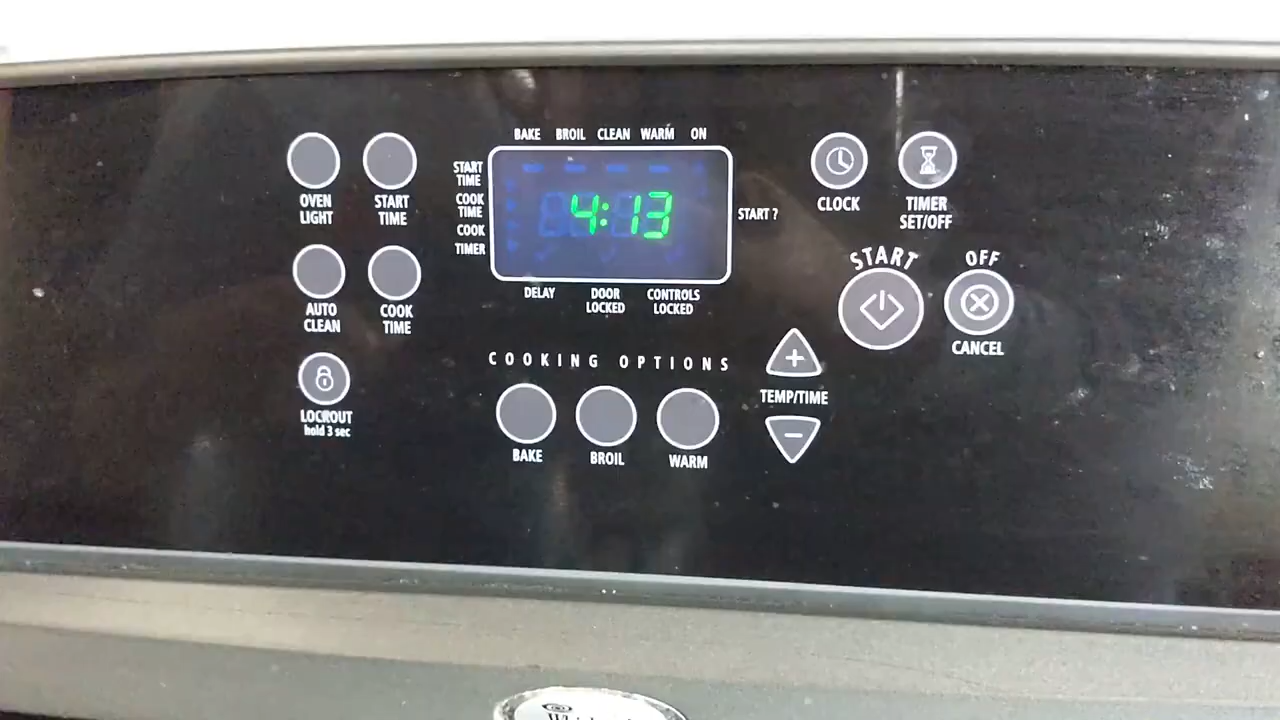 BAKE BROIL CLEAN WARM ON
START
TIME
COOK
TIME
COOK
TIMER
4:13
START ?
DELAY
DOOR
LOCKED
CONTROLS
LOCKED
OVEN
LIGHT
START
TIME
AUTO
CLEAN
COOK
TIME
LOCKOUT
hold 3 sec
COOKING OPTIONS
BAKE
BROIL
WARM
TEMP/TIME
CLOCK
TIMER
SET/OFF
START
OFF
CANCEL